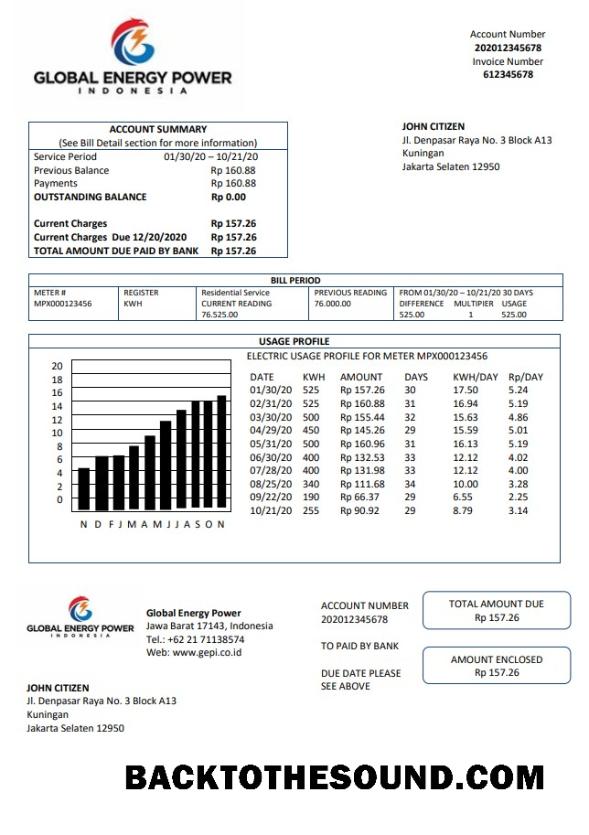 GLOBAL ENERGY POWER
INDONESIA
Account Number
202012345678
Invoice Number
612345678
JOHN CITIZEN
Jl. Denpasar Raya No. 3 Block A13
Kuningan
Jakarta Selatan 12950
ACCOUNT SUMMARY
(See Bill Detail section for more information)
Service Period 01/30/20 – 10/21/20
Previous Balance Rp 160.88
Payments Rp 160.88
OUTSTANDING BALANCE Rp 0.00
Current Charges Rp 157.26
Current Charges Due 12/20/2020 Rp 157.26
TOTAL AMOUNT DUE PAID BY BANK Rp 157.26
BILL PERIOD
METER # REGISTER Residential Service PREVIOUS READING FROM 01/30/20 – 10/21/20 30 DAYS
MPX000123456 KWH CURRENT READING 76.000.00 DIFFERENCE MULTIPIER USAGE
76.525.00 525.00 1 525.00
USAGE PROFILE
ELECTRIC USAGE PROFILE FOR METER MPX000123456
DATE KWH AMOUNT DAYS KWH/DAY Rp/DAY
01/30/20 525 Rp 157.26 30 17.50 5.24
02/31/20 525 Rp 160.88 31 16.94 5.19
03/30/20 500 Rp 155.44 32 15.63 4.86
04/29/20 450 Rp 145.26 29 15.59 5.01
05/31/20 500 Rp 160.96 31 16.13 5.19
06/30/20 400 Rp 132.53 33 12.12 4.02
07/28/20 400 Rp 131.98 33 12.12 4.00
08/25/20 340 Rp 111.68 34 10.00 3.28
09/22/20 190 Rp 66.37 29 6.55 2.25
10/21/20 255 Rp 90.92 29 8.79 3.14
20
18
16
14
12
10
8
6
4
2
0
N D F J M A M J J A S O N
GLOBAL ENERGY POWER
INDONESIA
Global Energy Power
Jawa Barat 17143, Indonesia
Tel.: +62 21 71138574
Web: www.gepi.co.id
ACCOUNT NUMBER
202012345678
TO PAID BY BANK
DUE DATE PLEASE
SEE ABOVE
TOTAL AMOUNT DUE
Rp 157.26
AMOUNT ENCLOSED
Rp 157.26
JOHN CITIZEN
Jl. Denpasar Raya No. 3 Block A13
Kuningan
Jakarta Selatan 12950
BACKTOTHESOUND.COM